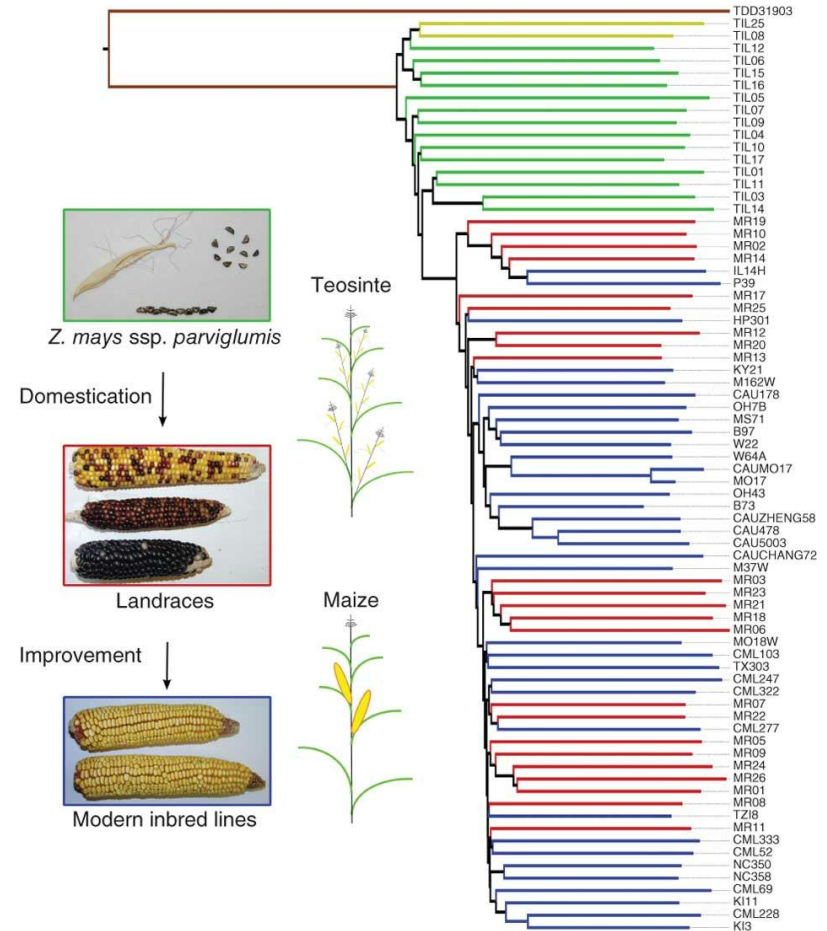 Z. mays ssp. parviglumis
Domestication
Landraces
Improvement
Modern inbred lines
Teosinte
Maize
TDD31903
TIL25
TIL08
TIL12
TIL06
TIL15
TIL16
TIL05
TIL07
TIL09
TIL04
TIL10
TIL17
TIL01
TIL11
TIL03
TIL14
MR19
MR10
MR02
MR14
IL14H
P39
MR17
MR25
HP301
MR12
MR20
MR13
KY21
M162W
CAU178
OH7B
MS71
B97
W22
W64A
CAUMO17
MO17
OH43
B73
CAUZHENG58
CAU478
CAU5003
CAUCHANG72
M37W
MR03
MR23
MR21
MR18
MR06
MO18W
CML103
TX303
CML247
CML322
MR07
MR22
CML277
MR05
MR09
MR24
MR26
MR01
MR08
TZI8
MR11
CML333
CML52
NC350
NC358
CML69
KI11
CML228
KI3